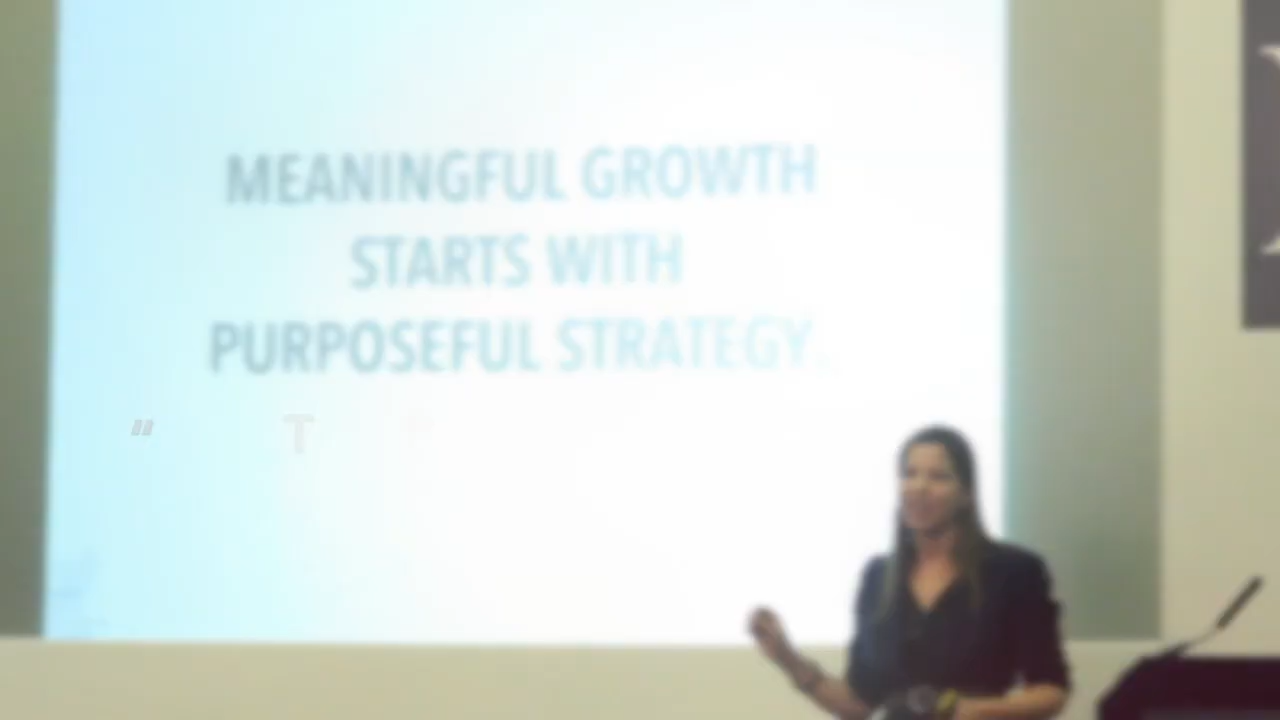 MEANINGFUL GROWTH
STARTS WITH
PURPOSEFUL STRATEGY.
" T